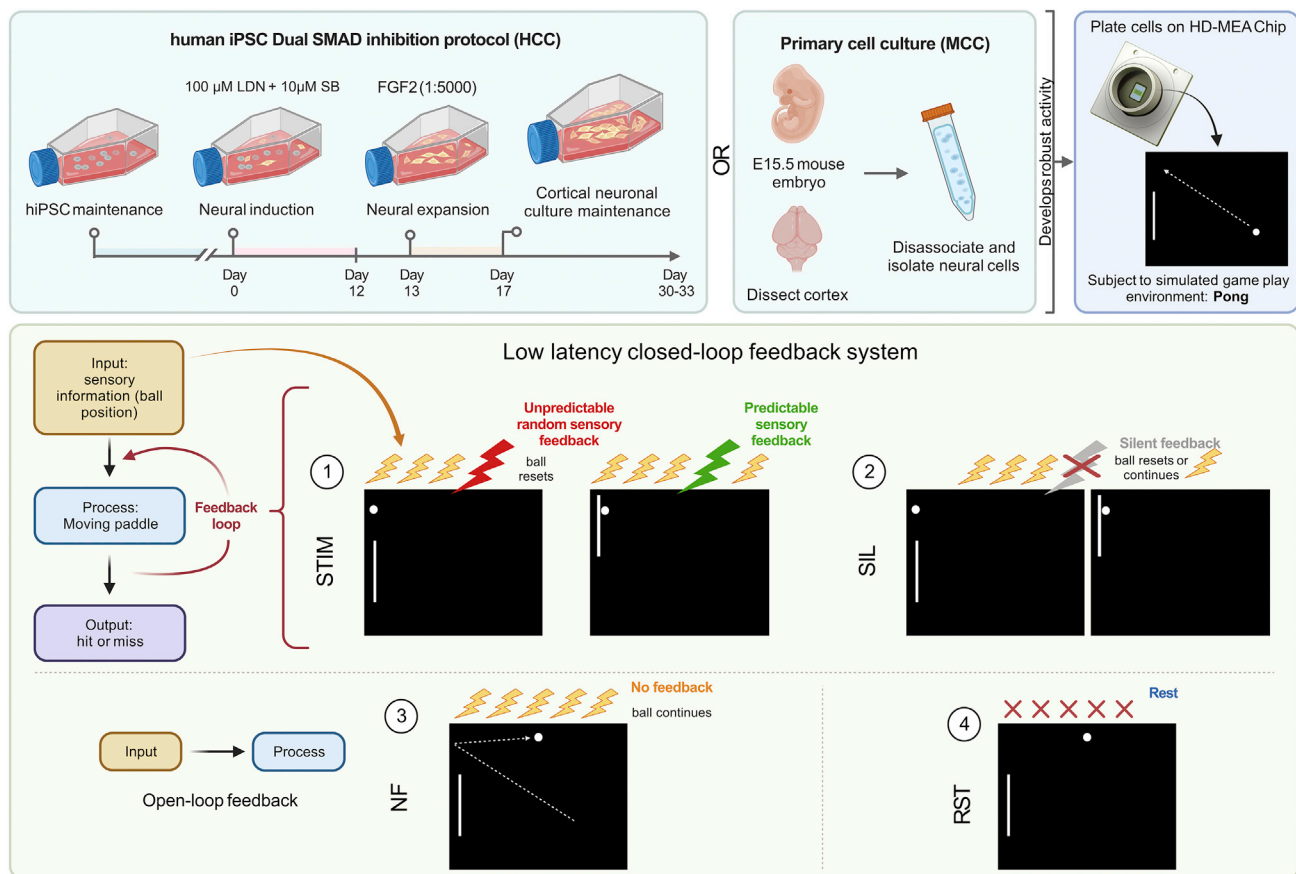 human iPSC Dual SMAD inhibition protocol (HCC)
100 µM LDN + 10µM SB
FGF2 (1:5000)
hiPSC maintenance
Neural induction
Neural expansion
Cortical neuronal
culture maintenance
Day
0
Day
12
Day
13
Day
17
Day
30-33
OR
Primary cell culture (MCC)
E15.5 mouse
embryo
Dissect cortex
Disassociate and
isolate neural cells
Develops robust activity
Plate cells on HD-MEA Chip
Subject to simulated game play
environment: Pong
Low latency closed-loop feedback system
Input:
sensory
information (ball
position)
Process:
Moving paddle
Output:
hit or miss
Feedback
loop
1
STIM
Unpredictable
random sensory
feedback
ball
resets
Predictable
sensory
feedback
2
SIL
Silent feedback
ball resets or
continues
Input
Process
Open-loop feedback
3
NF
No feedback
ball continues
4
RST
Rest